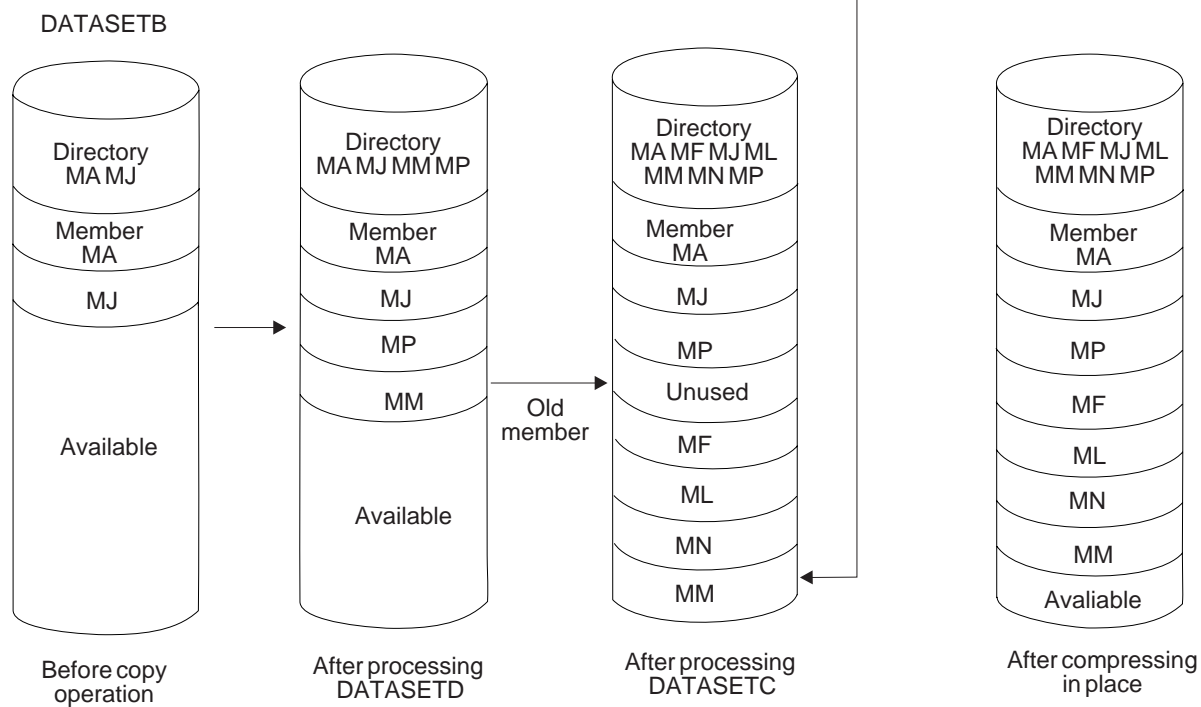 DATASETB
Directory
MA MJ
Member
MA
MJ
Available
Before copy
operation
Directory
MA MJ MM MP
Member
MA
MJ
MP
MM
Available
After processing
DATASETD
Old
member
Directory
MA MF MJ ML
MM MN MP
Member
MA
MJ
MP
Unused
MF
ML
MN
MM
After processing
DATASETC
Directory
MA MF MJ ML
MM MN MP
Member
MA
MJ
MP
MF
ML
MN
MM
Avaliable
After compressing
in place